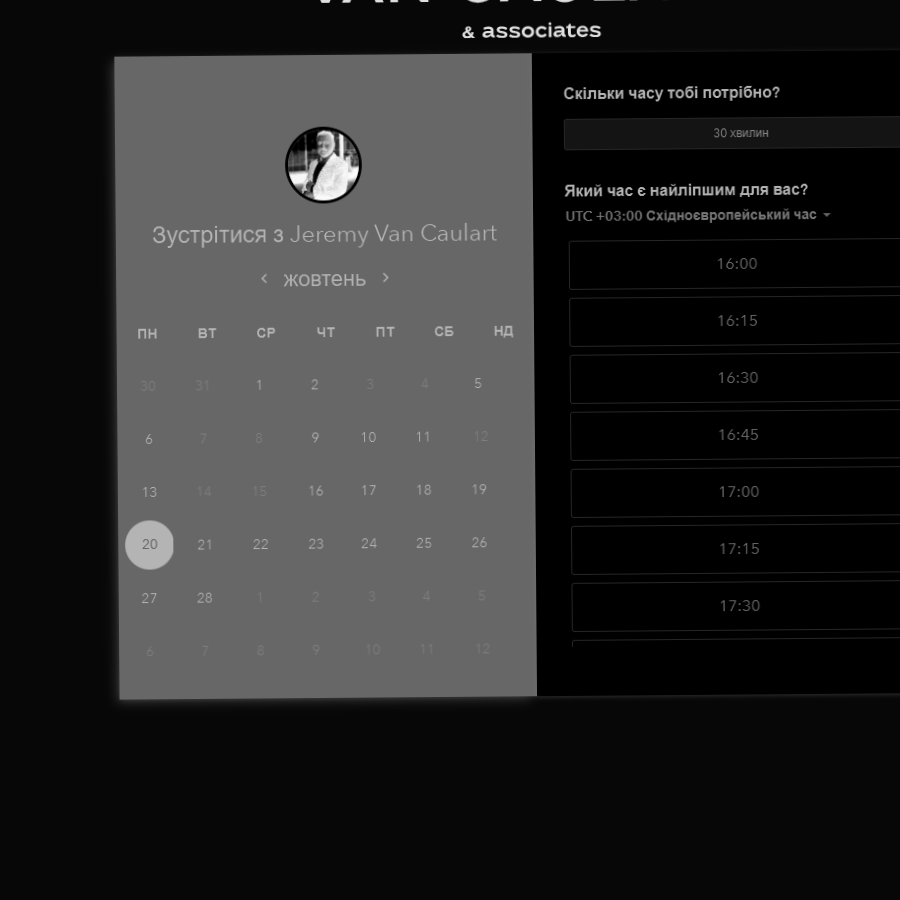 & associates
Зустрітися з Jeremy Van Caulart
жовтень
ПН ВТ СР ЧТ ПТ СБ НД
30 31 1 2 3 4 5
6 7 8 9 10 11 12
13 14 15 16 17 18 19
20 21 22 23 24 25 26
27 28 1 2 3 4 5
6 7 8 9 10 11 12
Скільки часу тобі потрібно?
30 хвилин
Який час є найліпшим для вас?
UTC +03:00 Східноєвропейський час
16:00
16:15
16:30
16:45
17:00
17:15
17:30